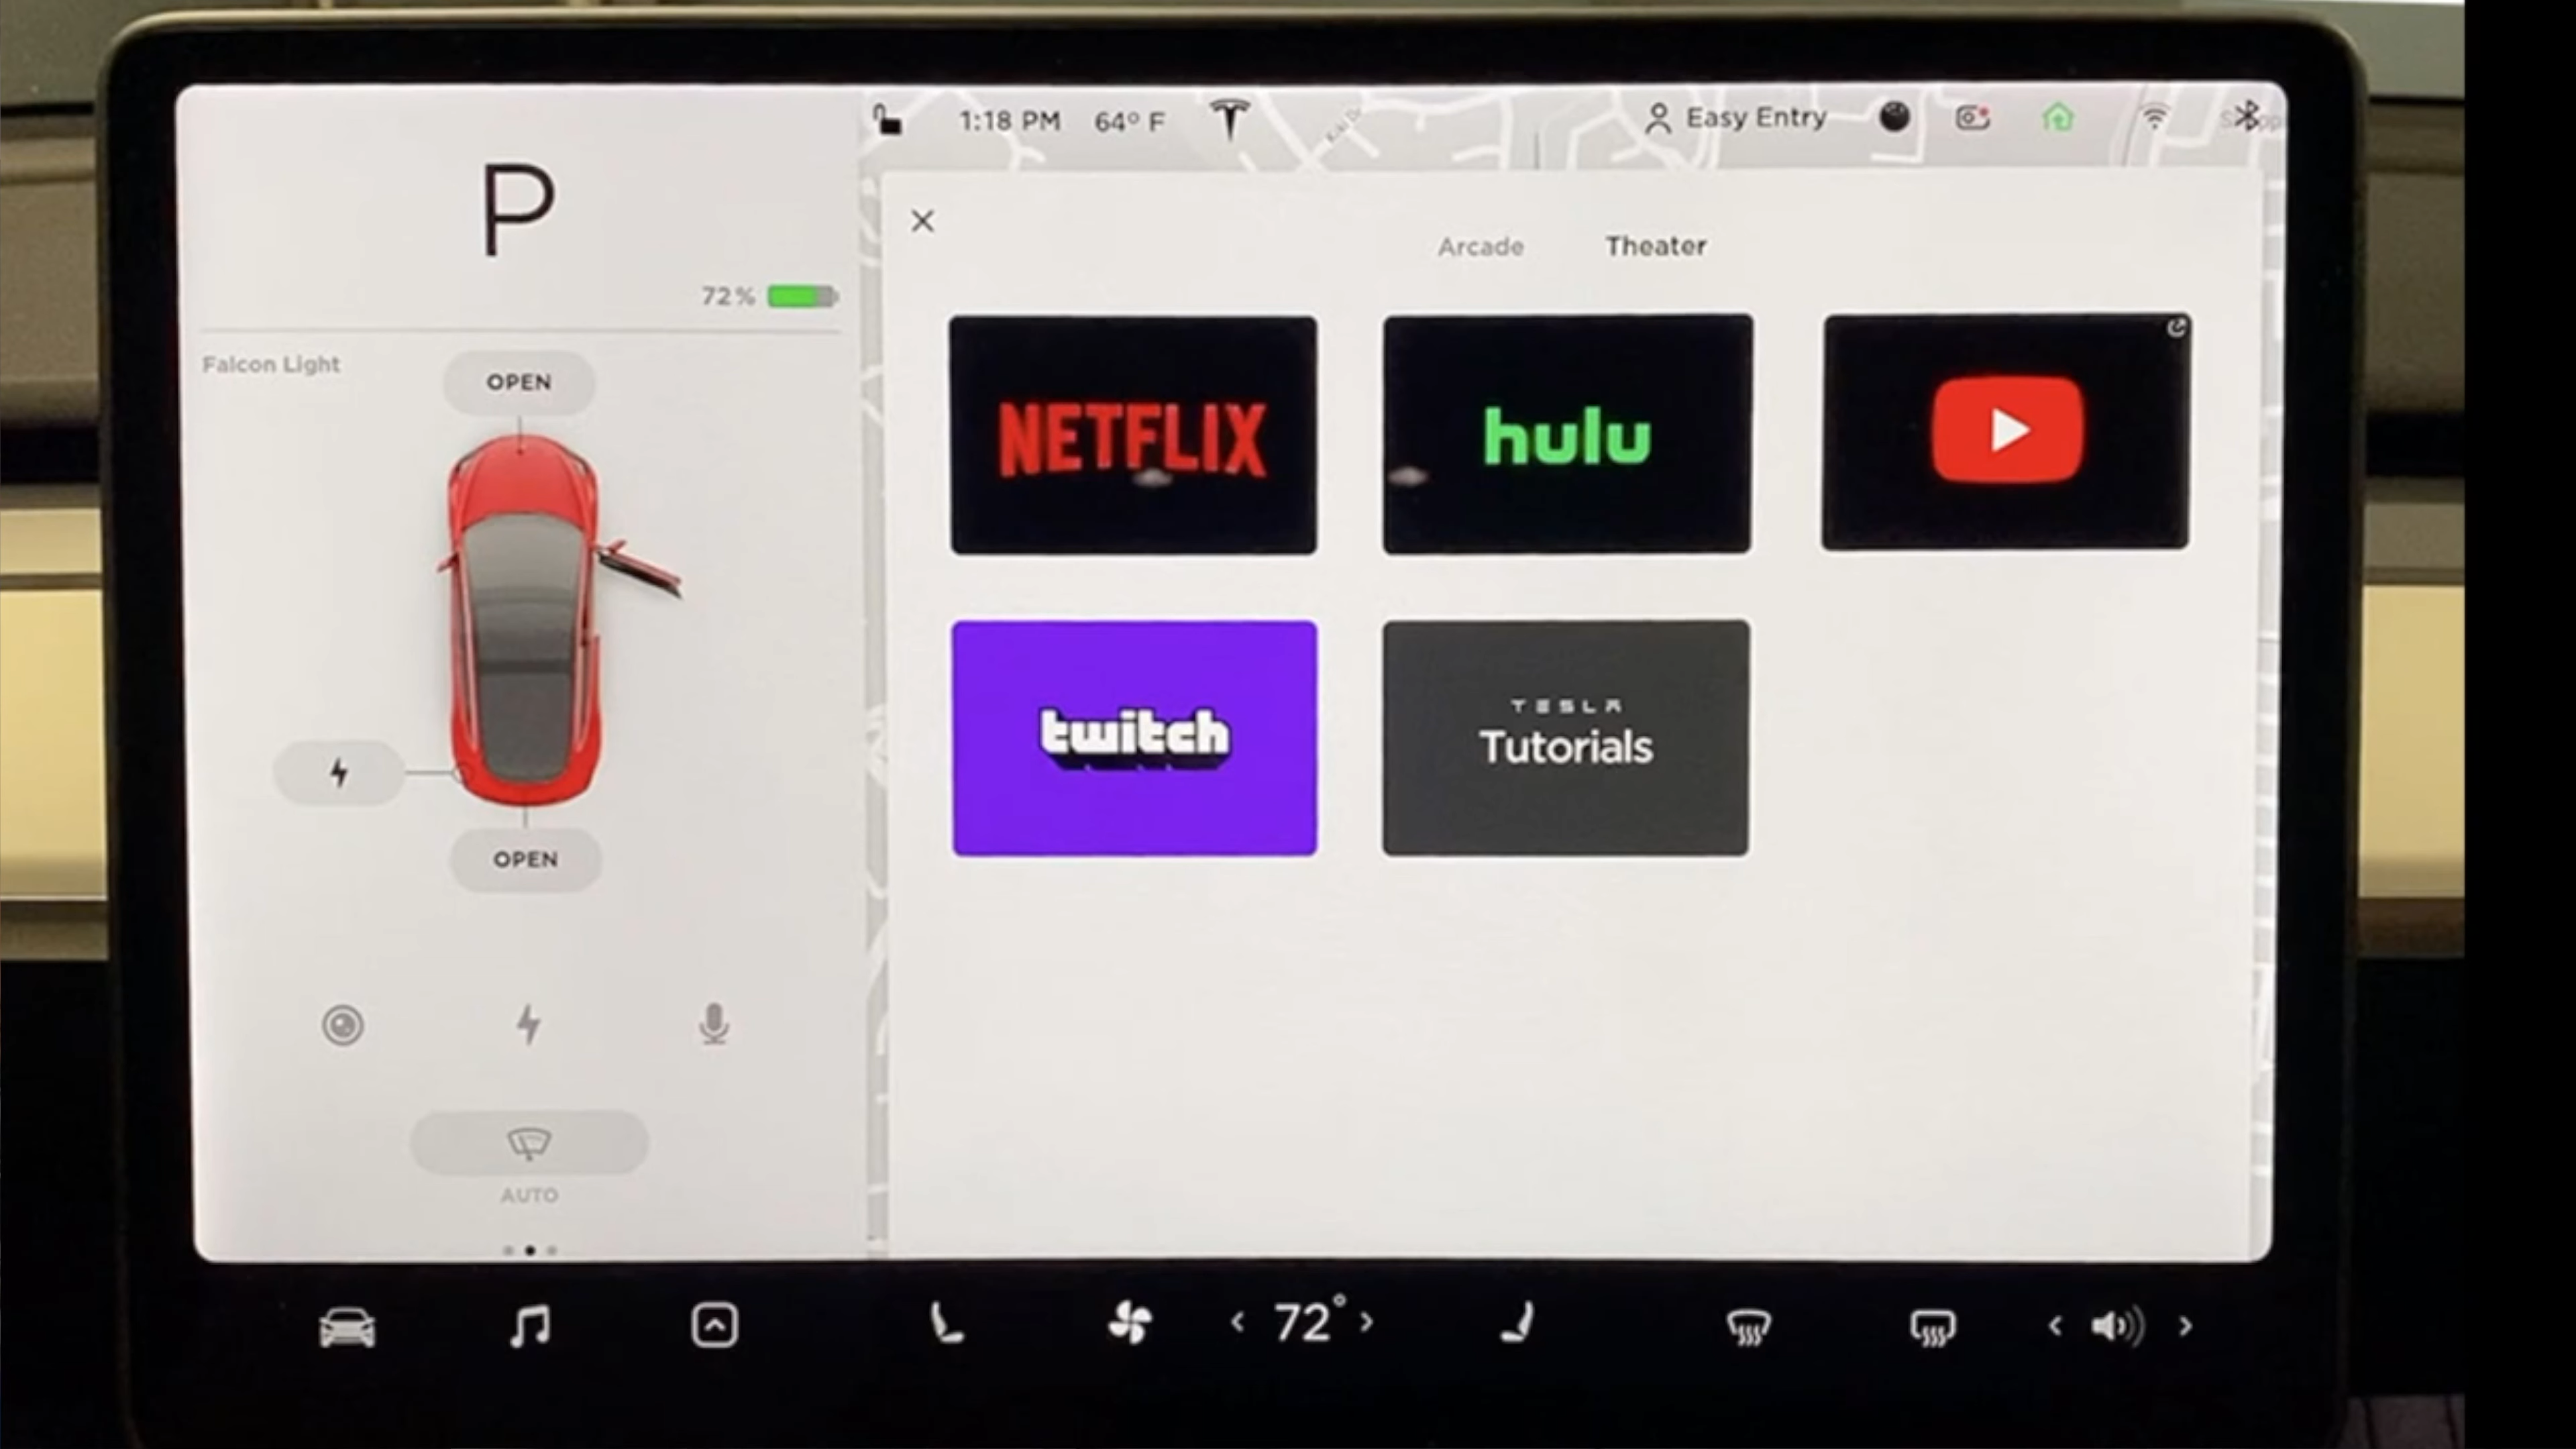 1:18 PM 64° F Easy Entry
P
72%
Falcon Light
OPEN
OPEN
AUTO
Arcade Theater
NETFLIX
hulu
twitch
TESLA
Tutorials
< 72° >
< >